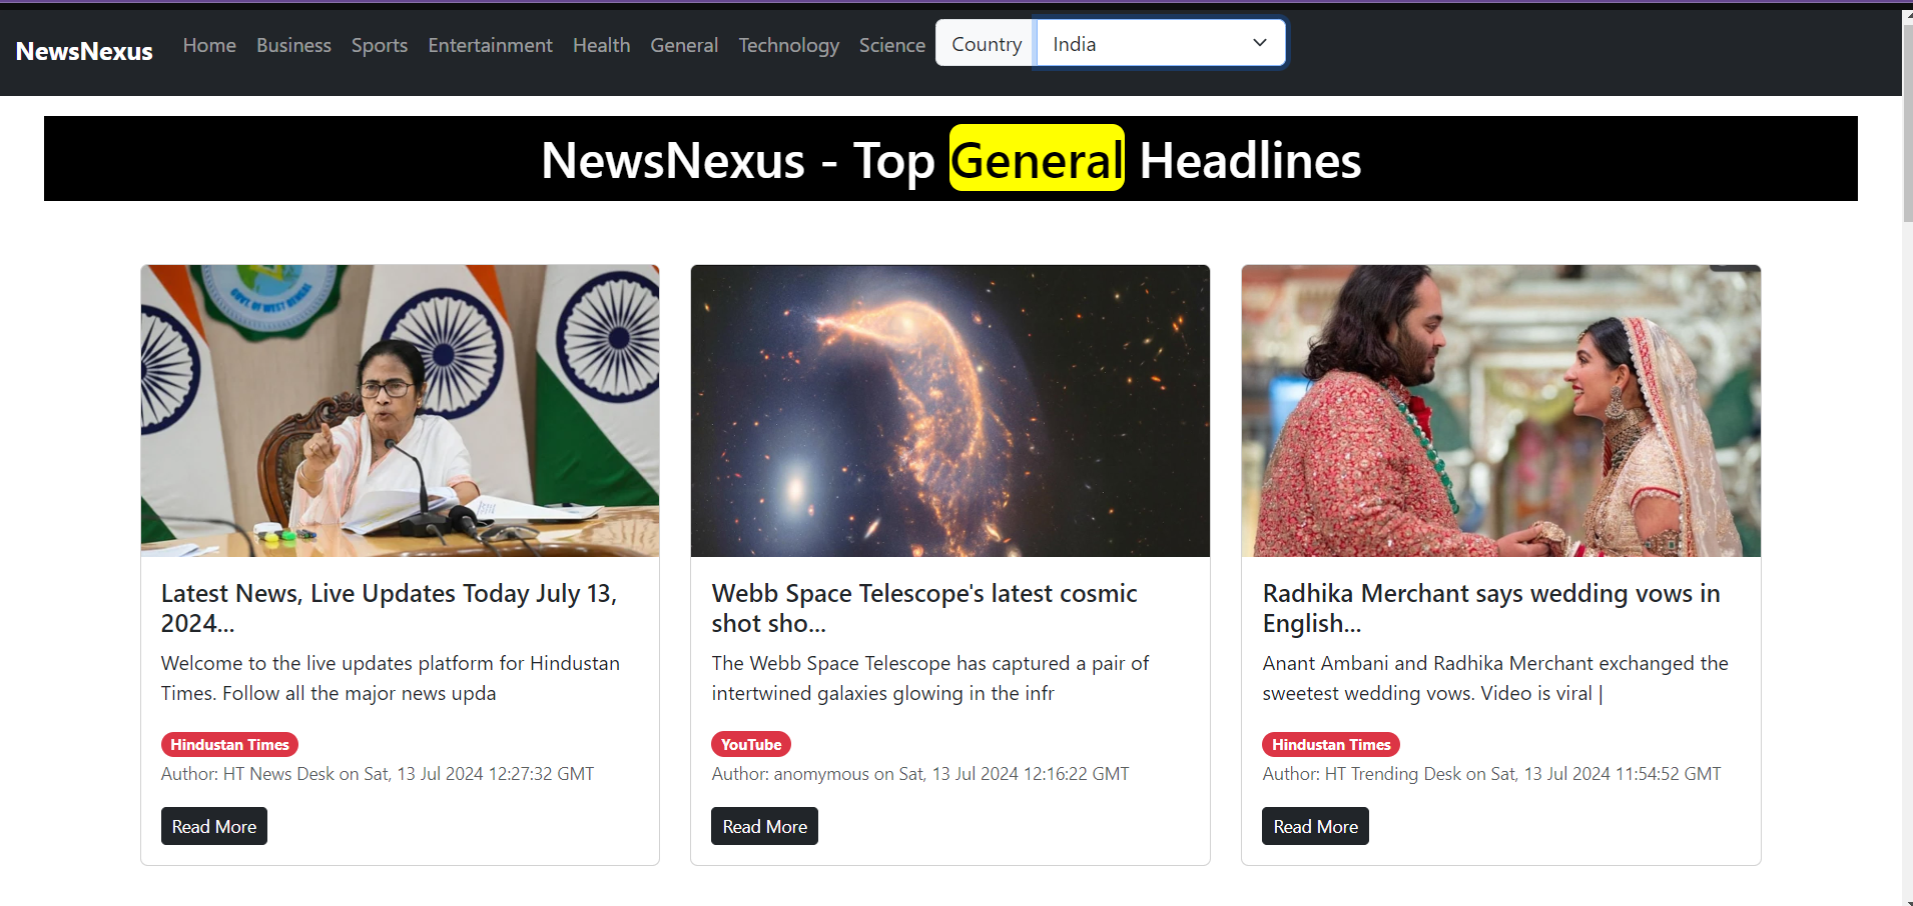 NewsNexus Home Business Sports Entertainment Health General Technology Science Country India
NewsNexus - Top General Headlines
GOVT. OF WEST BENGAL
Latest News, Live Updates Today July 13,
2024...
Welcome to the live updates platform for Hindustan
Times. Follow all the major news upda
Hindustan Times
Author: HT News Desk on Sat, 13 Jul 2024 12:27:32 GMT
Read More
Webb Space Telescope's latest cosmic
shot sho...
The Webb Space Telescope has captured a pair of
intertwined galaxies glowing in the infr
YouTube
Author: anomymous on Sat, 13 Jul 2024 12:16:22 GMT
Read More
Radhika Merchant says wedding vows in
English...
Anant Ambani and Radhika Merchant exchanged the
sweetest wedding vows. Video is viral |
Hindustan Times
Author: HT Trending Desk on Sat, 13 Jul 2024 11:54:52 GMT
Read More